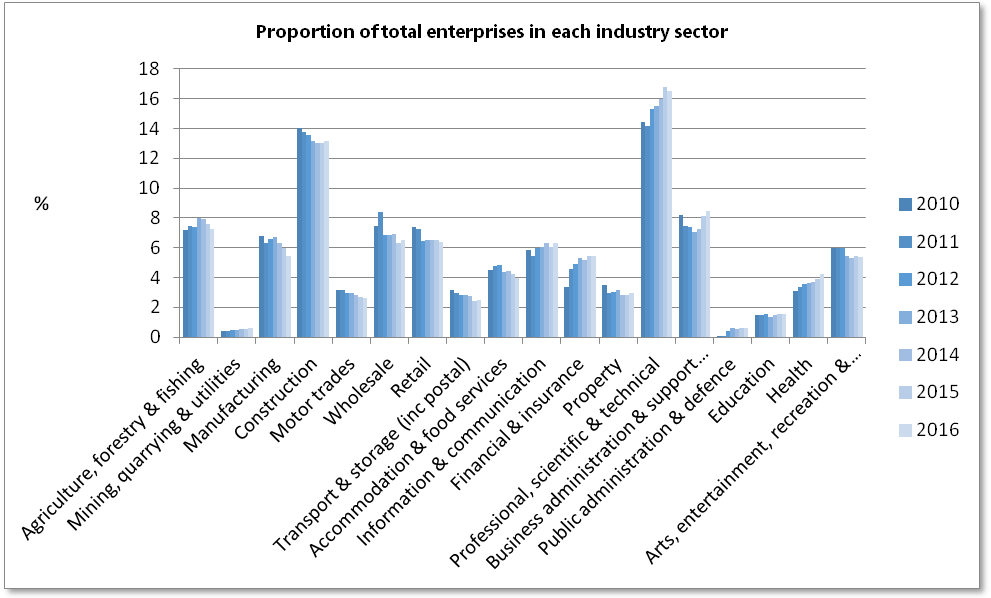 Proportion of total enterprises in each industry sector
%
18
16
14
12
10
8
6
4
2
0
Agriculture, forestry & fishing
Mining, quarrying & utilities
Manufacturing
Construction
Motor trades
Wholesale
Retail
Transport & storage (inc postal)
Accommodation & food services
Information & communication
Financial & insurance
Property
Professional, scientific & technical
Business administration & support...
Public administration & defence
Education
Health
Arts, entertainment, recreation &...
2010
2011
2012
2013
2014
2015
2016